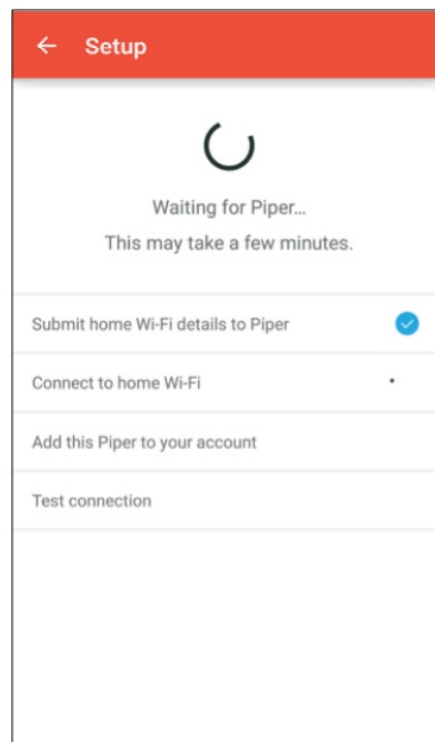 Setup
Waiting for Piper...
This may take a few minutes.
Submit home Wi-Fi details to Piper
Connect to home Wi-Fi
Add this Piper to your account
Test connection